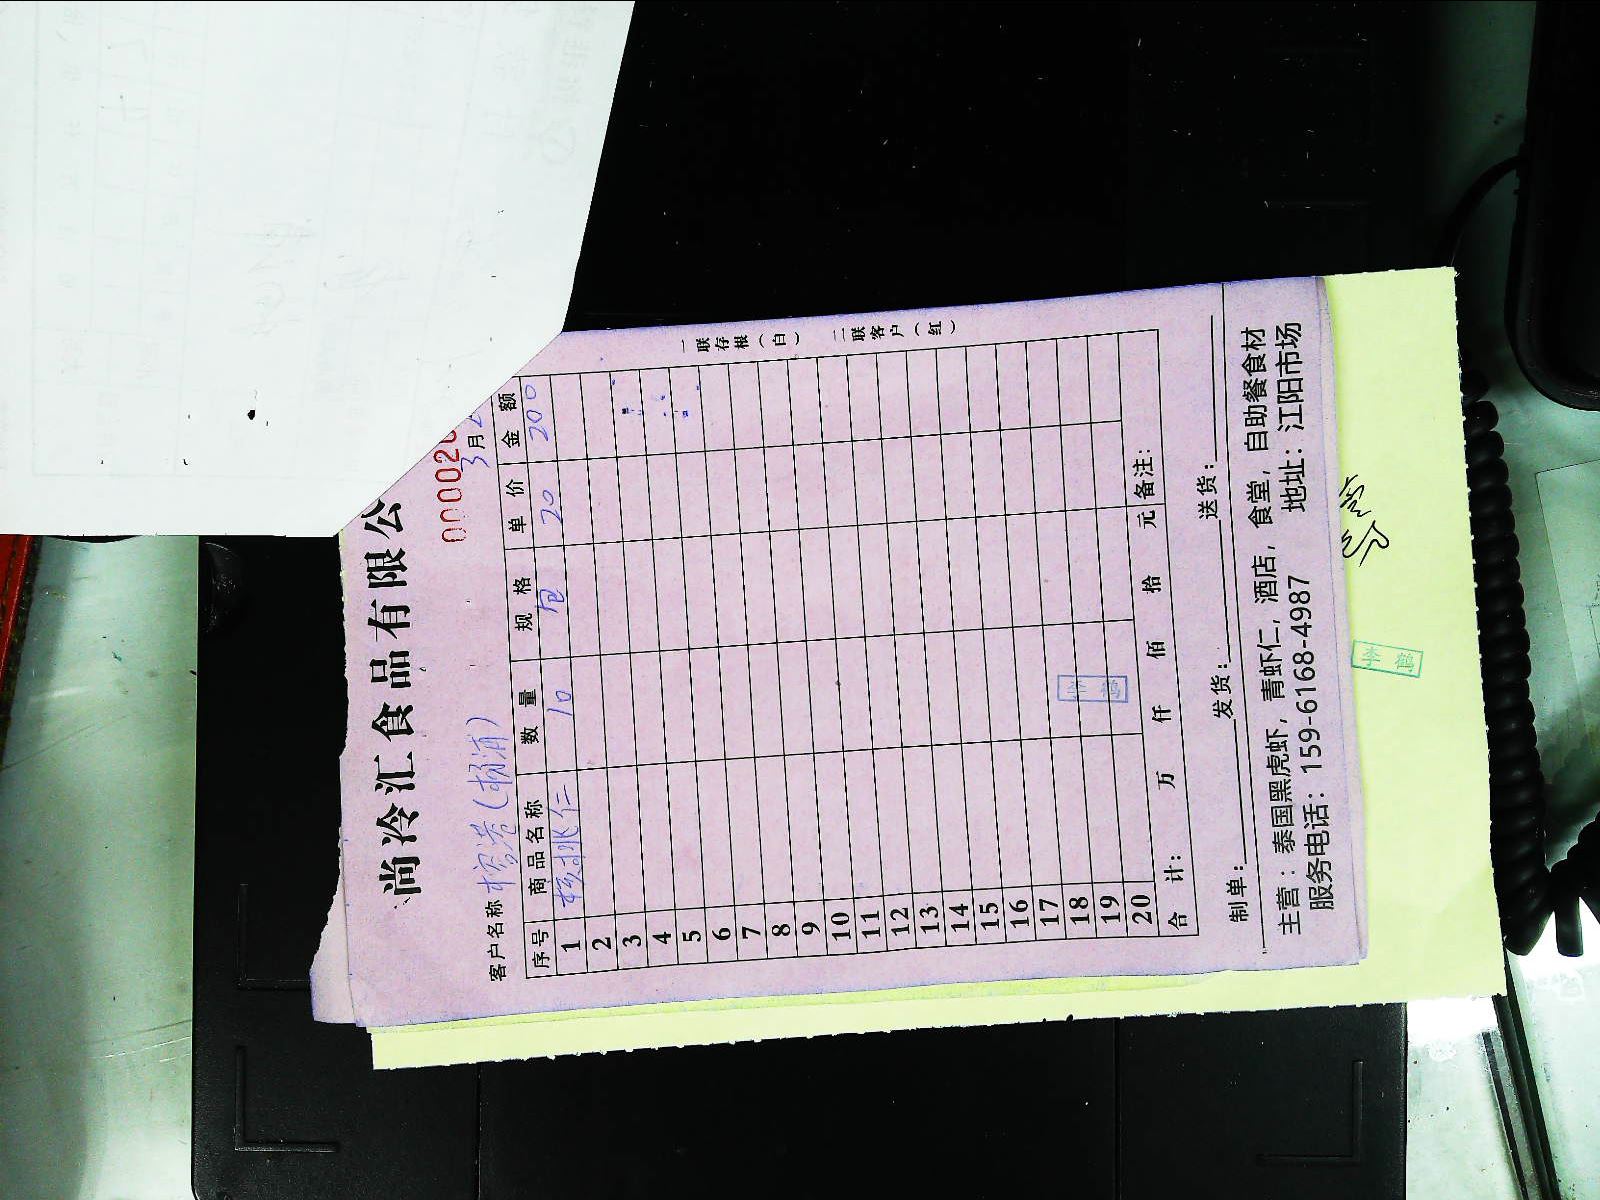 尚冷汇食品有限公
00002
客户名称 (杨浦) 3月2
序号 商品名称 数量 规格 单价 金额
1 核桃仁 10 包 20 200
2
3
4
5
6
7
8
9
10
11
12
13
14
15
16
17
18
19
20
合计: 万 仟 佰 拾 元 备注:
制单: 发货: 送货:
主营：泰国黑虎虾，青虾仁，酒店，食堂，自助餐食材
服务电话：159-6168-4987 地址：江阳市场
一联存根(白) 二联客户(红)
李鹤
李鹤